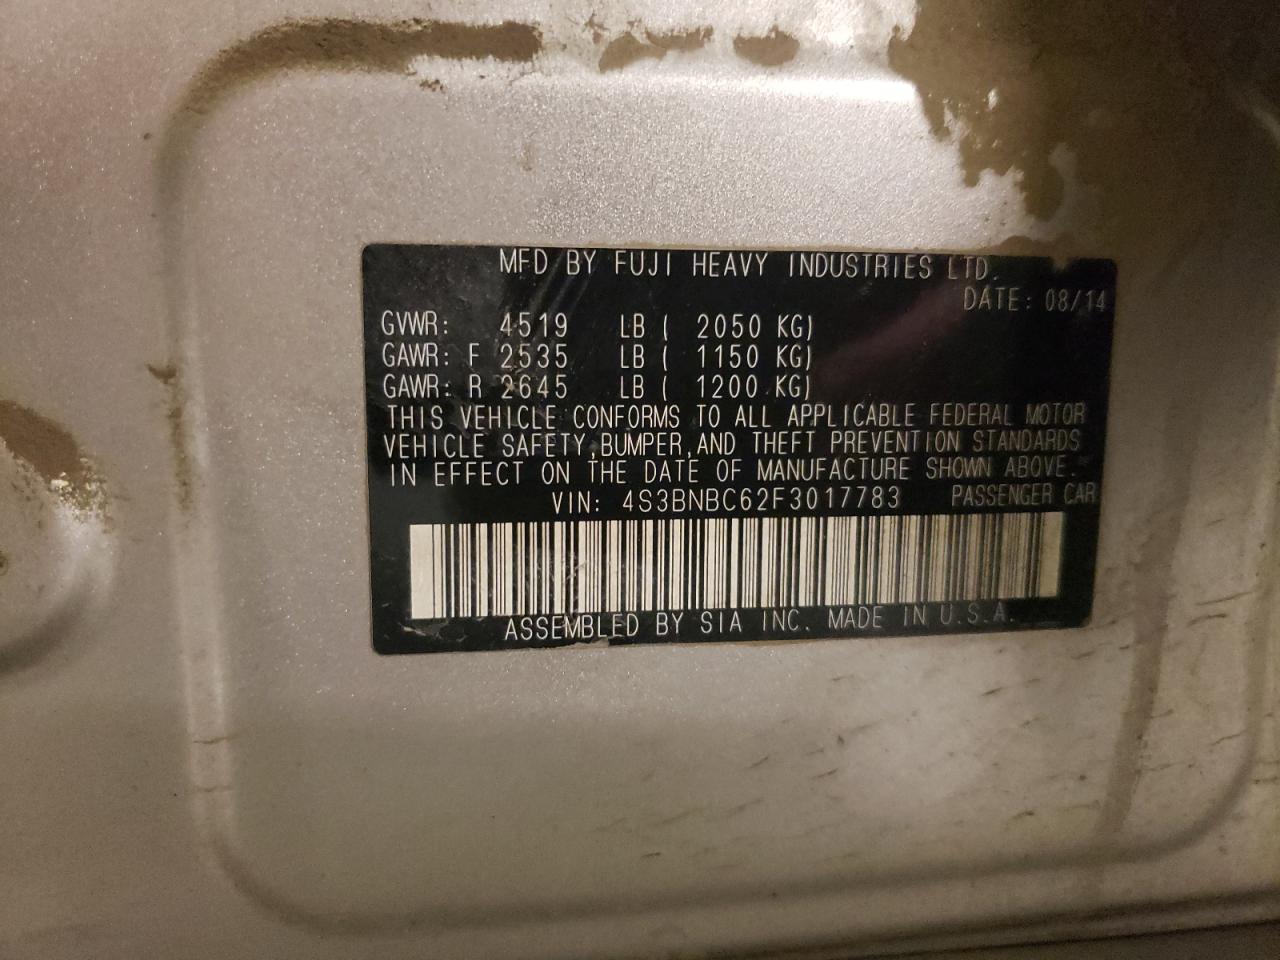 MFD BY FUJI HEAVY INDUSTRIES LTD.
DATE: 08/14
GVWR: 4519 LB ( 2050 KG)
GAWR: F 2535 LB ( 1150 KG)
GAWR: R 2645 LB ( 1200 KG)
THIS VEHICLE CONFORMS TO ALL APPLICABLE FEDERAL MOTOR
VEHICLE SAFETY,BUMPER,AND THEFT PREVENTION STANDARDS
IN EFFECT ON THE DATE OF MANUFACTURE SHOWN ABOVE.
VIN: 4S3BNBC62F3017783 PASSENGER CAR
ASSEMBLED BY SIA INC. MADE IN U.S.A.